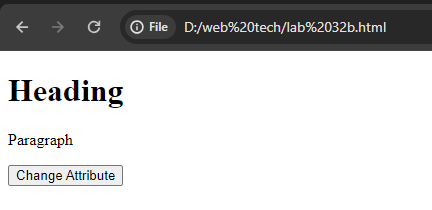 File D:/web%20tech/lab%2032b.html
Heading
Paragraph
Change Attribute